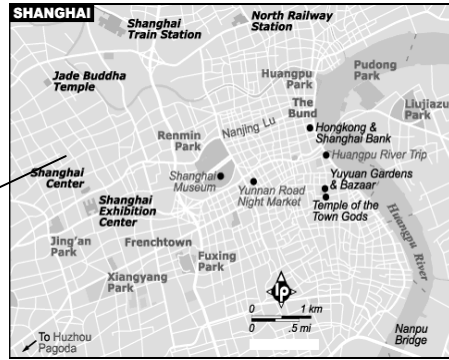 SHANGHAI
Shanghai
Train Station
North Railway
Station
Jade Buddha
Temple
Huangpu
Park
Pudong
Park
Liujiazu
Park
The
Bund
Nanjing Lu
Renmin
Park
Hongkong &
Shanghai Bank
Huangpu River Trip
Shanghai
Center
Shanghai
Museum
Yunnan Road
Night Market
Yuyuan Gardens
& Bazaar
Temple of the
Town Gods
Shanghai
Exhibition
Center
Huangpu River
Jing'an
Park
Frenchtown
Fuxing
Park
Xiangyang
Park
lp
0 1 km
0 .5 mi
Nanpu
Bridge
To Huzhou
Pagoda